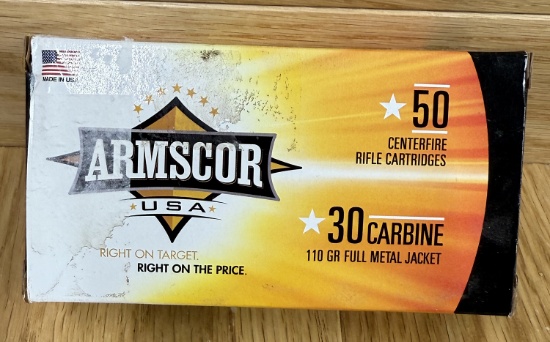 MADE IN USA
ARMSCOR
USA
RIGHT ON TARGET.
RIGHT ON THE PRICE.
50
CENTERFIRE
RIFLE CARTRIDGES
30 CARBINE
110 GR FULL METAL JACKET